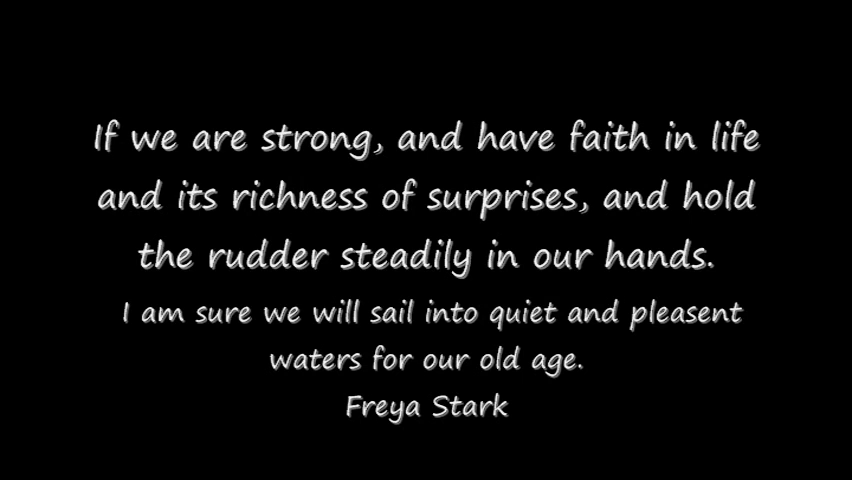 If we are strong, and have faith in life
and its richness of surprises, and hold
the rudder steadily in our hands.
I am sure we will sail into quiet and pleasent
waters for our old age.
Freya Stark